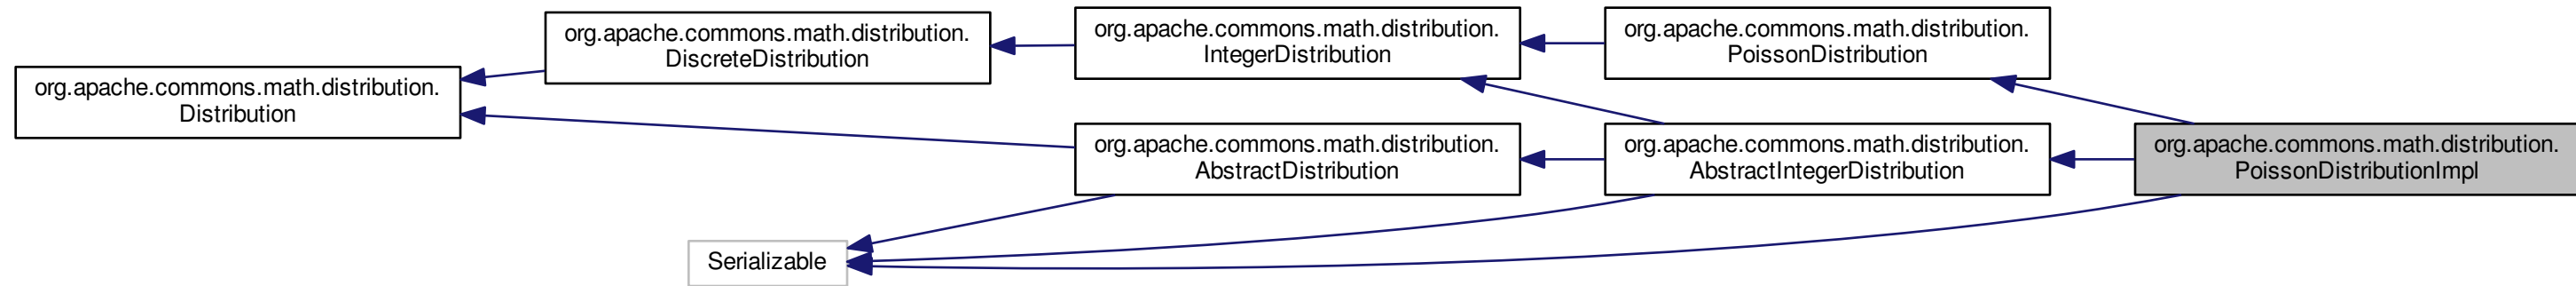 org.apache.commons.math.distribution.
Distribution
org.apache.commons.math.distribution.
DiscreteDistribution
org.apache.commons.math.distribution.
IntegerDistribution
org.apache.commons.math.distribution.
PoissonDistribution
org.apache.commons.math.distribution.
AbstractDistribution
org.apache.commons.math.distribution.
AbstractIntegerDistribution
org.apache.commons.math.distribution.
PoissonDistributionImpl
Serializable